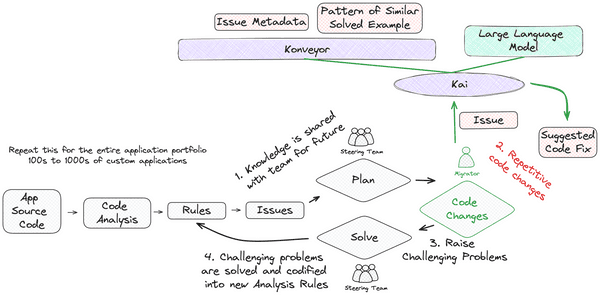 Issue Metadata
Pattern of Similar
Solved Example
Konveyor
Large Language
Model
Kai
Issue
Suggested
Code Fix
Repeat this for the entire application portfolio
100s to 1000s of custom applications
1. Knowledge is shared
with team for future
Steering Team
Plan
Migrator
2. Repetitive
code changes
App
Source
Code
Code
Analysis
Rules
Issues
Code
Changes
Solve
3. Raise
Challenging Problems
4. Challenging problems
are solved and codified
into new Analysis Rules
Steering Team